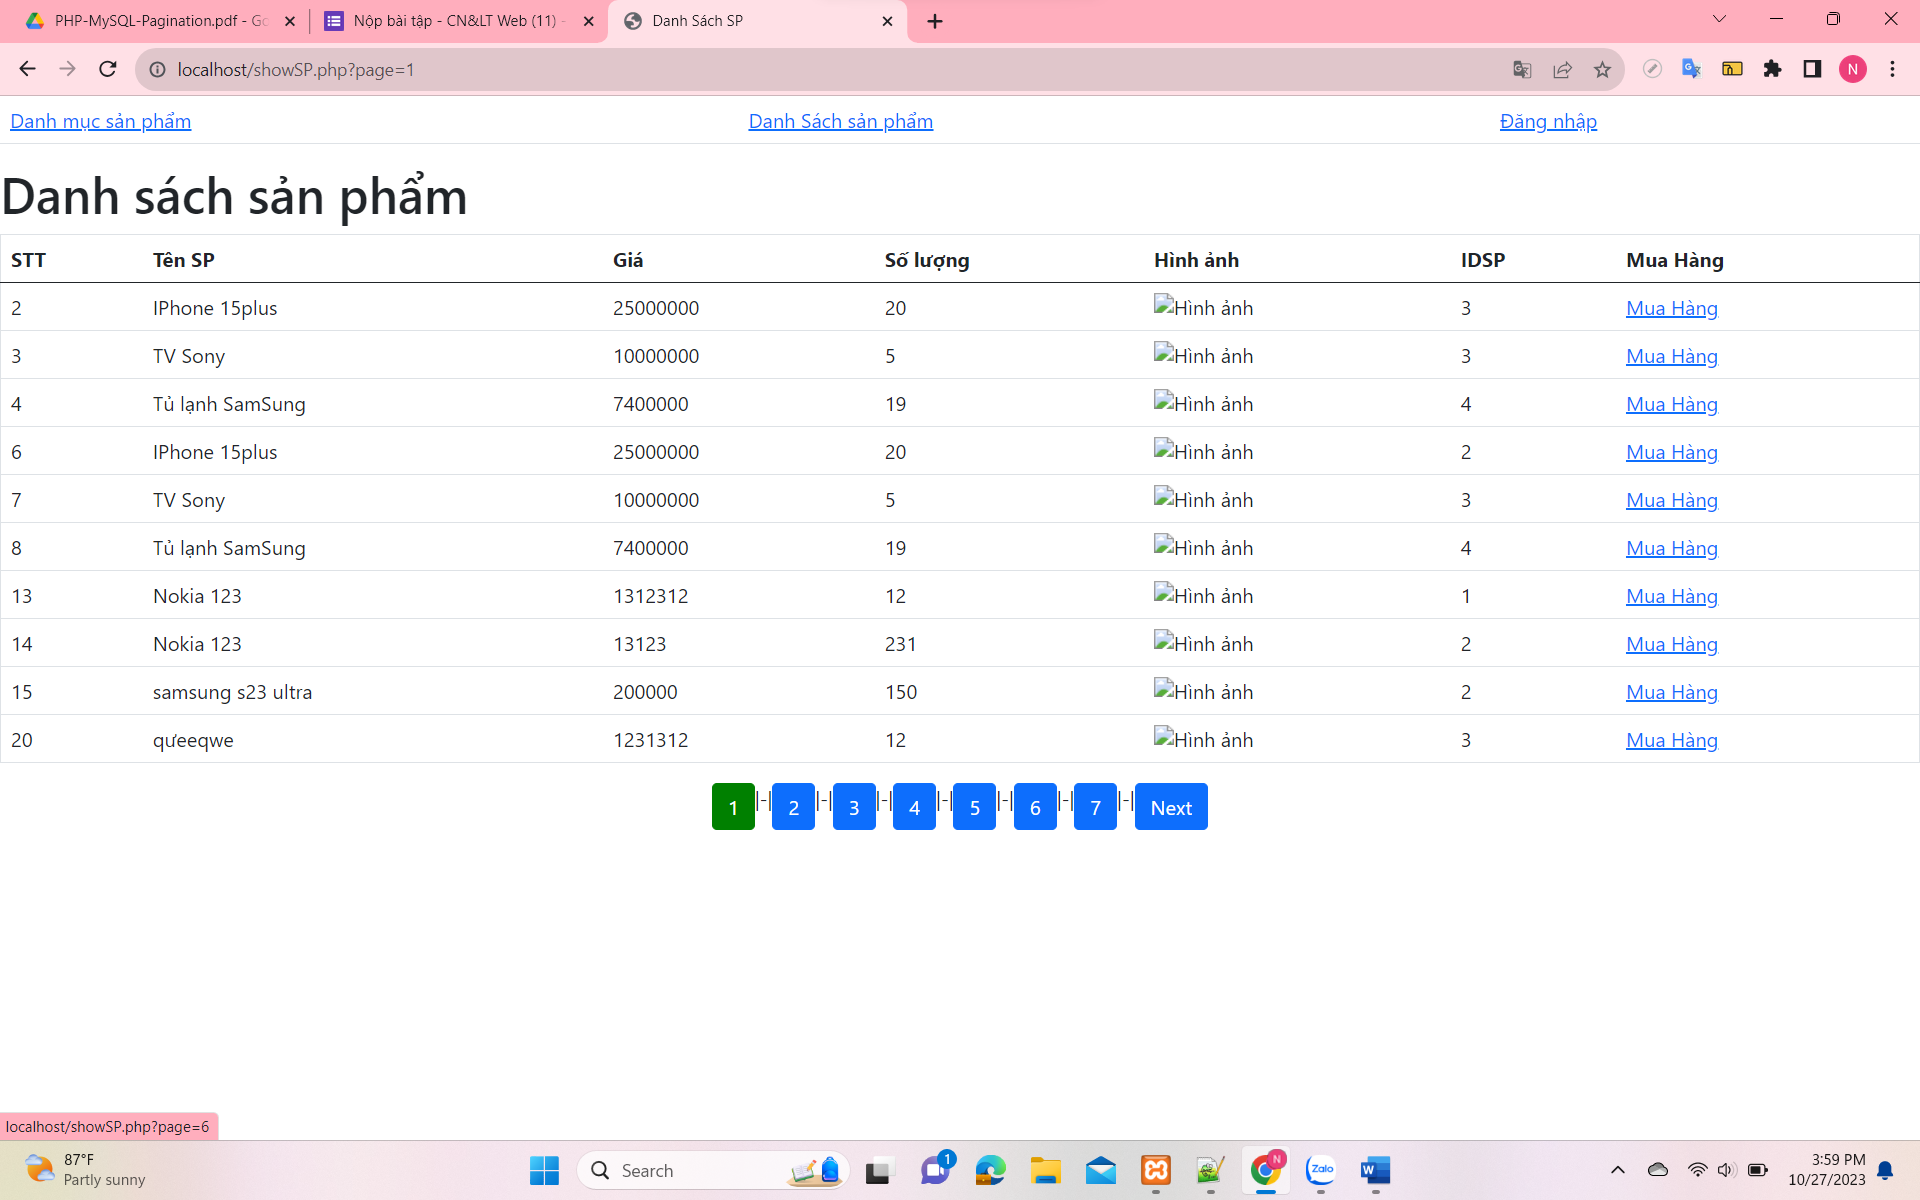 PHP-MySQL-Pagination.pdf - Go
Nộp bài tập - CN&LT Web (11) -
Danh Sách SP
localhost/showSP.php?page=1
N
Danh mục sản phẩm Danh Sách sản phẩm Đăng nhập
Danh sách sản phẩm
STT Tên SP Giá Số lượng Hình ảnh IDSP Mua Hàng
2 IPhone 15plus 25000000 20 Hình ảnh 3 Mua Hàng
3 TV Sony 10000000 5 Hình ảnh 3 Mua Hàng
4 Tủ lạnh SamSung 7400000 19 Hình ảnh 4 Mua Hàng
6 IPhone 15plus 25000000 20 Hình ảnh 2 Mua Hàng
7 TV Sony 10000000 5 Hình ảnh 3 Mua Hàng
8 Tủ lạnh SamSung 7400000 19 Hình ảnh 4 Mua Hàng
13 Nokia 123 1312312 12 Hình ảnh 1 Mua Hàng
14 Nokia 123 13123 231 Hình ảnh 2 Mua Hàng
15 samsung s23 ultra 200000 150 Hình ảnh 2 Mua Hàng
20 qưeeqwe 1231312 12 Hình ảnh 3 Mua Hàng
1 |-| 2 |-| 3 |-| 4 |-| 5 |-| 6 |-| 7 |-| Next
localhost/showSP.php?page=6
87°F
Partly sunny
Search
1
N
Zalo
W
3:59 PM
10/27/2023